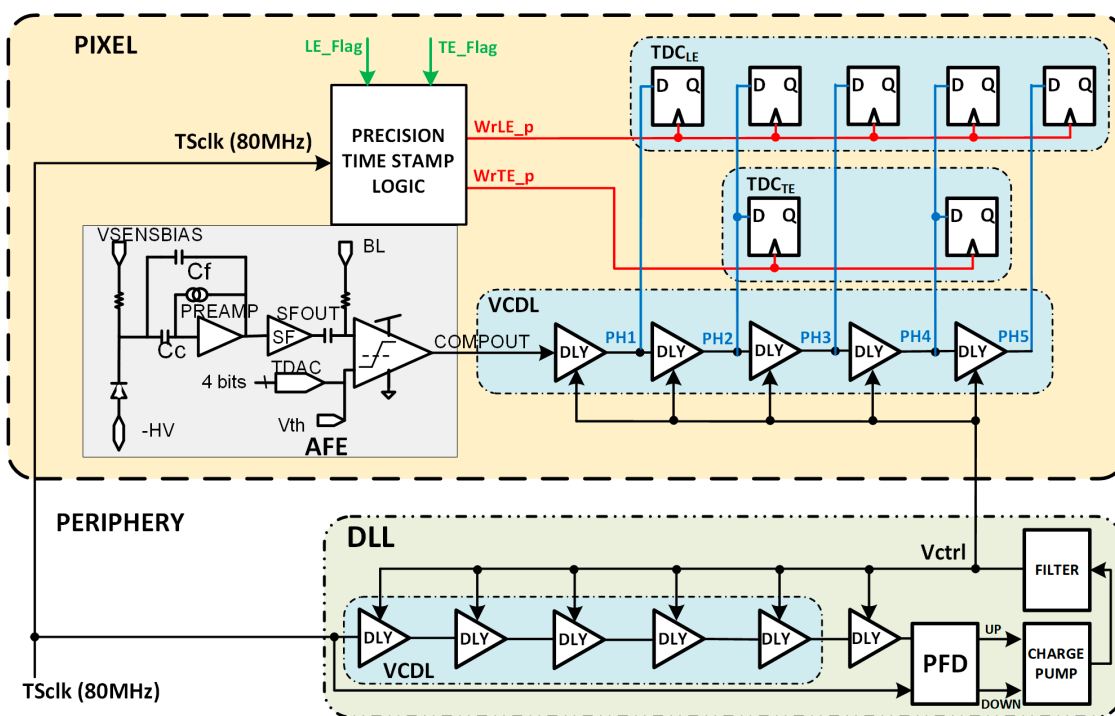 PIXEL
LE_Flag
TE_Flag
TDCLE
D Q
D Q
D Q
D Q
D Q
TSclk (80MHz)
PRECISION
TIME STAMP
LOGIC
WrLE_p
WrTE_p
TDCTE
D Q
D Q
VSENSBIAS
BL
Cf
PREAMP
SFOUT
SF
Cc
COMPOUT
TDAC
4 bits
Vth
-HV
AFE
VCDL
DLY
PH1
DLY
PH2
DLY
PH3
DLY
PH4
DLY
PH5
PERIPHERY
DLL
Vctrl
FILTER
DLY
DLY
DLY
DLY
DLY
DLY
VCDL
PFD
UP
DOWN
CHARGE
PUMP
TSclk (80MHz)